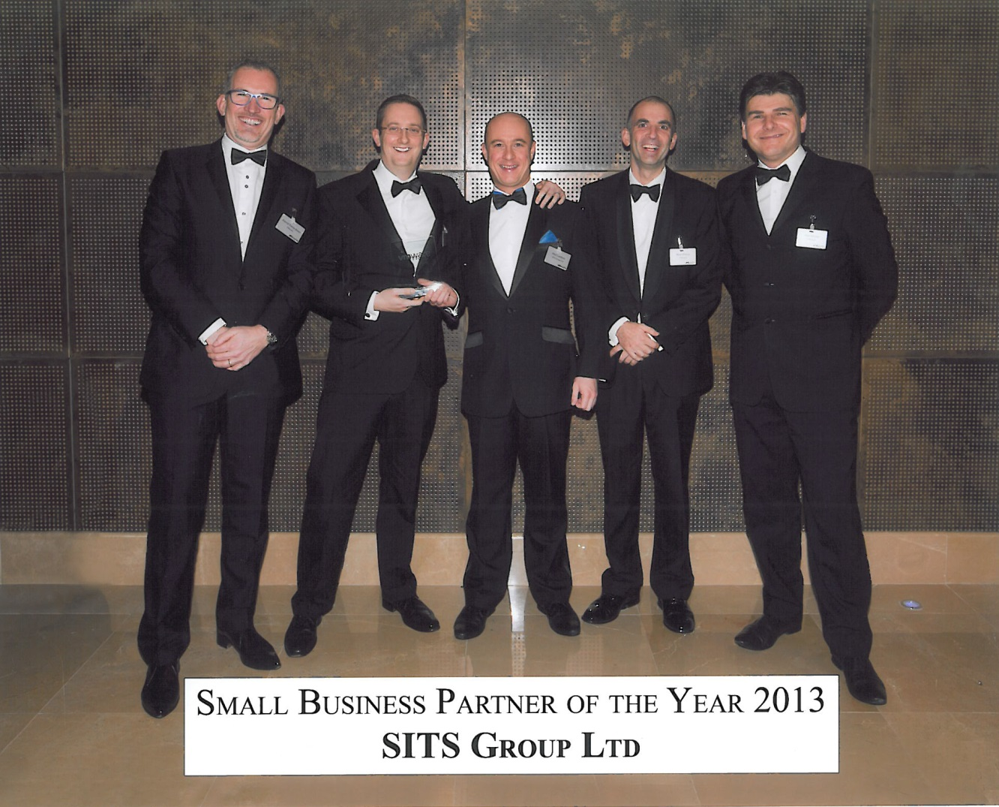 Small Business Partner of the Year 2013
SITS Group Ltd